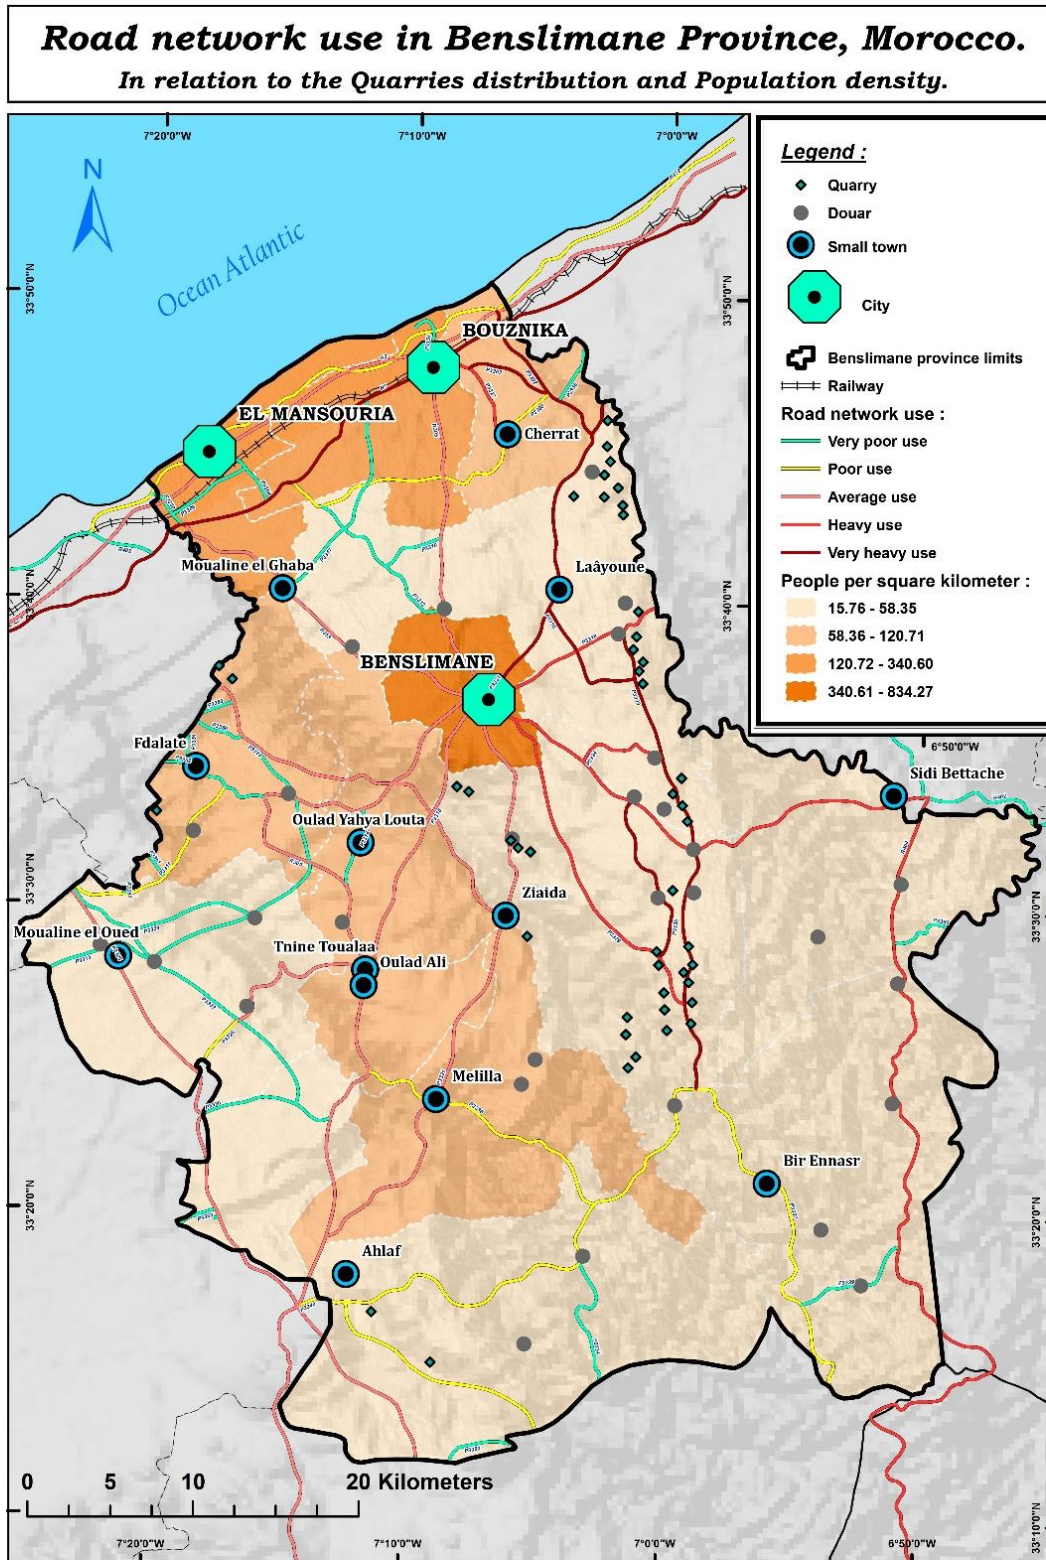 Road network use in Benslimane Province, Morocco.
In relation to the Quarries distribution and Population density.
7°20'0"W
7°10'0"W
7°0'0"W
N
Ocean Atlantic
Legend :
Quarry
Douar
Small town
City
Benslimane province limits
Railway
Road network use :
Very poor use
Poor use
Average use
Heavy use
Very heavy use
People per square kilometer :
15.76 - 58.35
58.36 - 120.71
120.72 - 340.60
340.61 - 834.27
33°50'0"N
33°50'0"N
BOUZNIKA
EL MANSOURIA
Cherrat
Moualine el Ghaba
Laâyoune
33°40'0"N
33°40'0"N
BENSLIMANE
6°50'0"W
Fdalate
Sidi Bettache
Oulad Yahya Louta
33°30'0"N
33°30'0"N
Ziaida
Moualine el Oued
Tnine Toualaa
Oulad Ali
Melilla
Bir Ennasr
33°20'0"N
33°20'0"N
Ahlaf
0 5 10 20 Kilometers
33°10'0"N
7°20'0"W
7°10'0"W
7°0'0"W
6°50'0"W